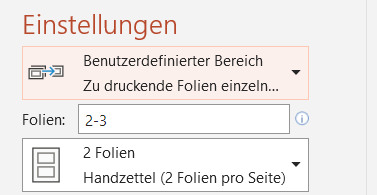 Einstellungen
Benutzerdefinierter Bereich
Zu druckende Folien einzeln...
Folien: 2-3
2 Folien
Handzettel (2 Folien pro Seite)